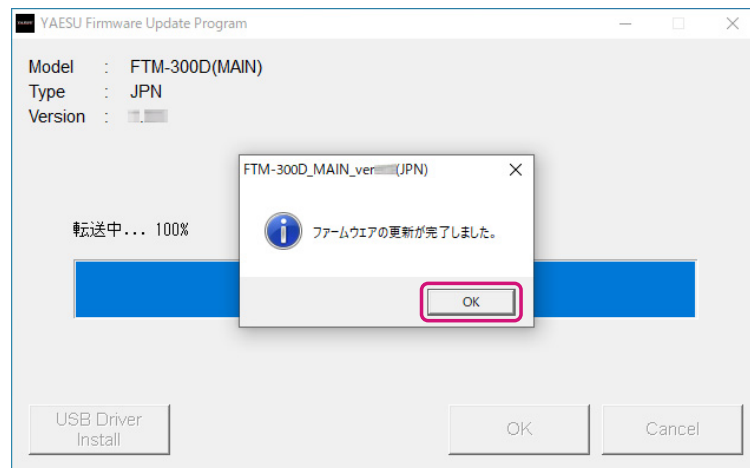 YAESU Firmware Update Program
Model : FTM-300D(MAIN)
Type : JPN
Version :
FTM-300D_MAIN_ver (JPN)
ファームウェアの更新が完了しました。
転送中... 100%
OK
USB Driver
Install
OK
Cancel